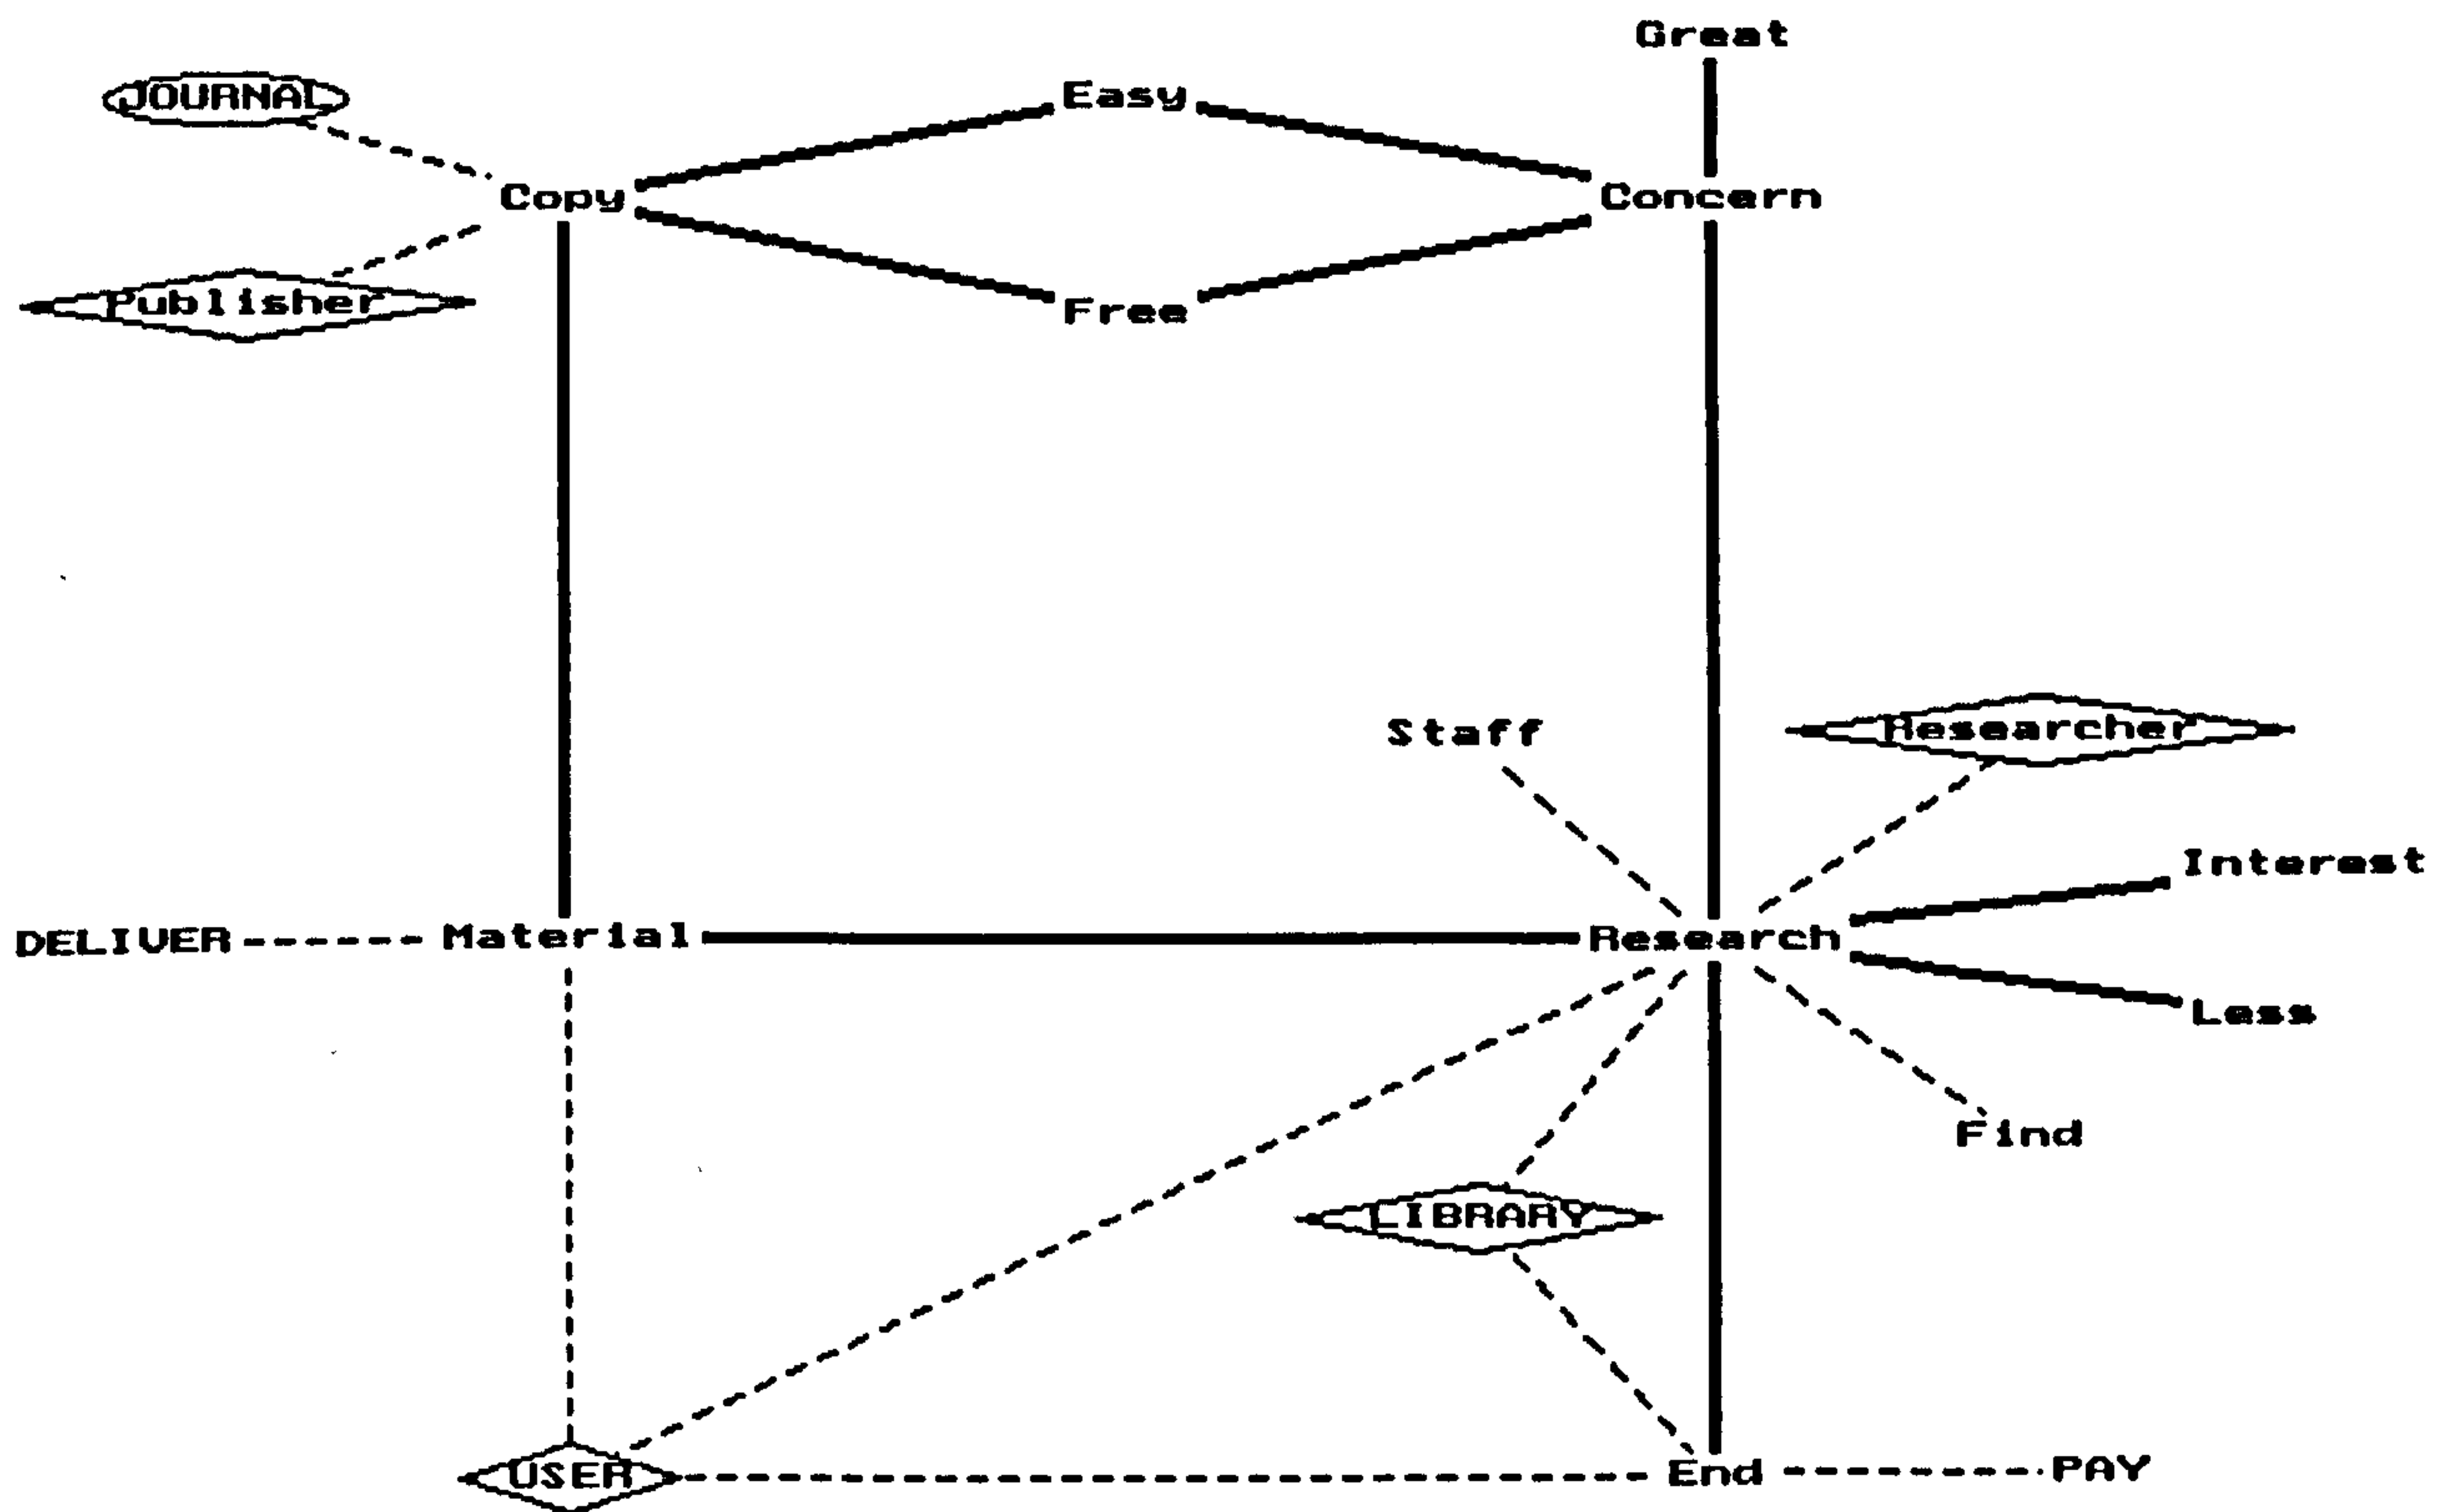 Great
JOURNAL
Easy
Copy
Concern
Publisher
Free
Staff
Researcher
Interest
DELIVER
Material
Research
Less
Find
LIBRARY
USER
End
PAY